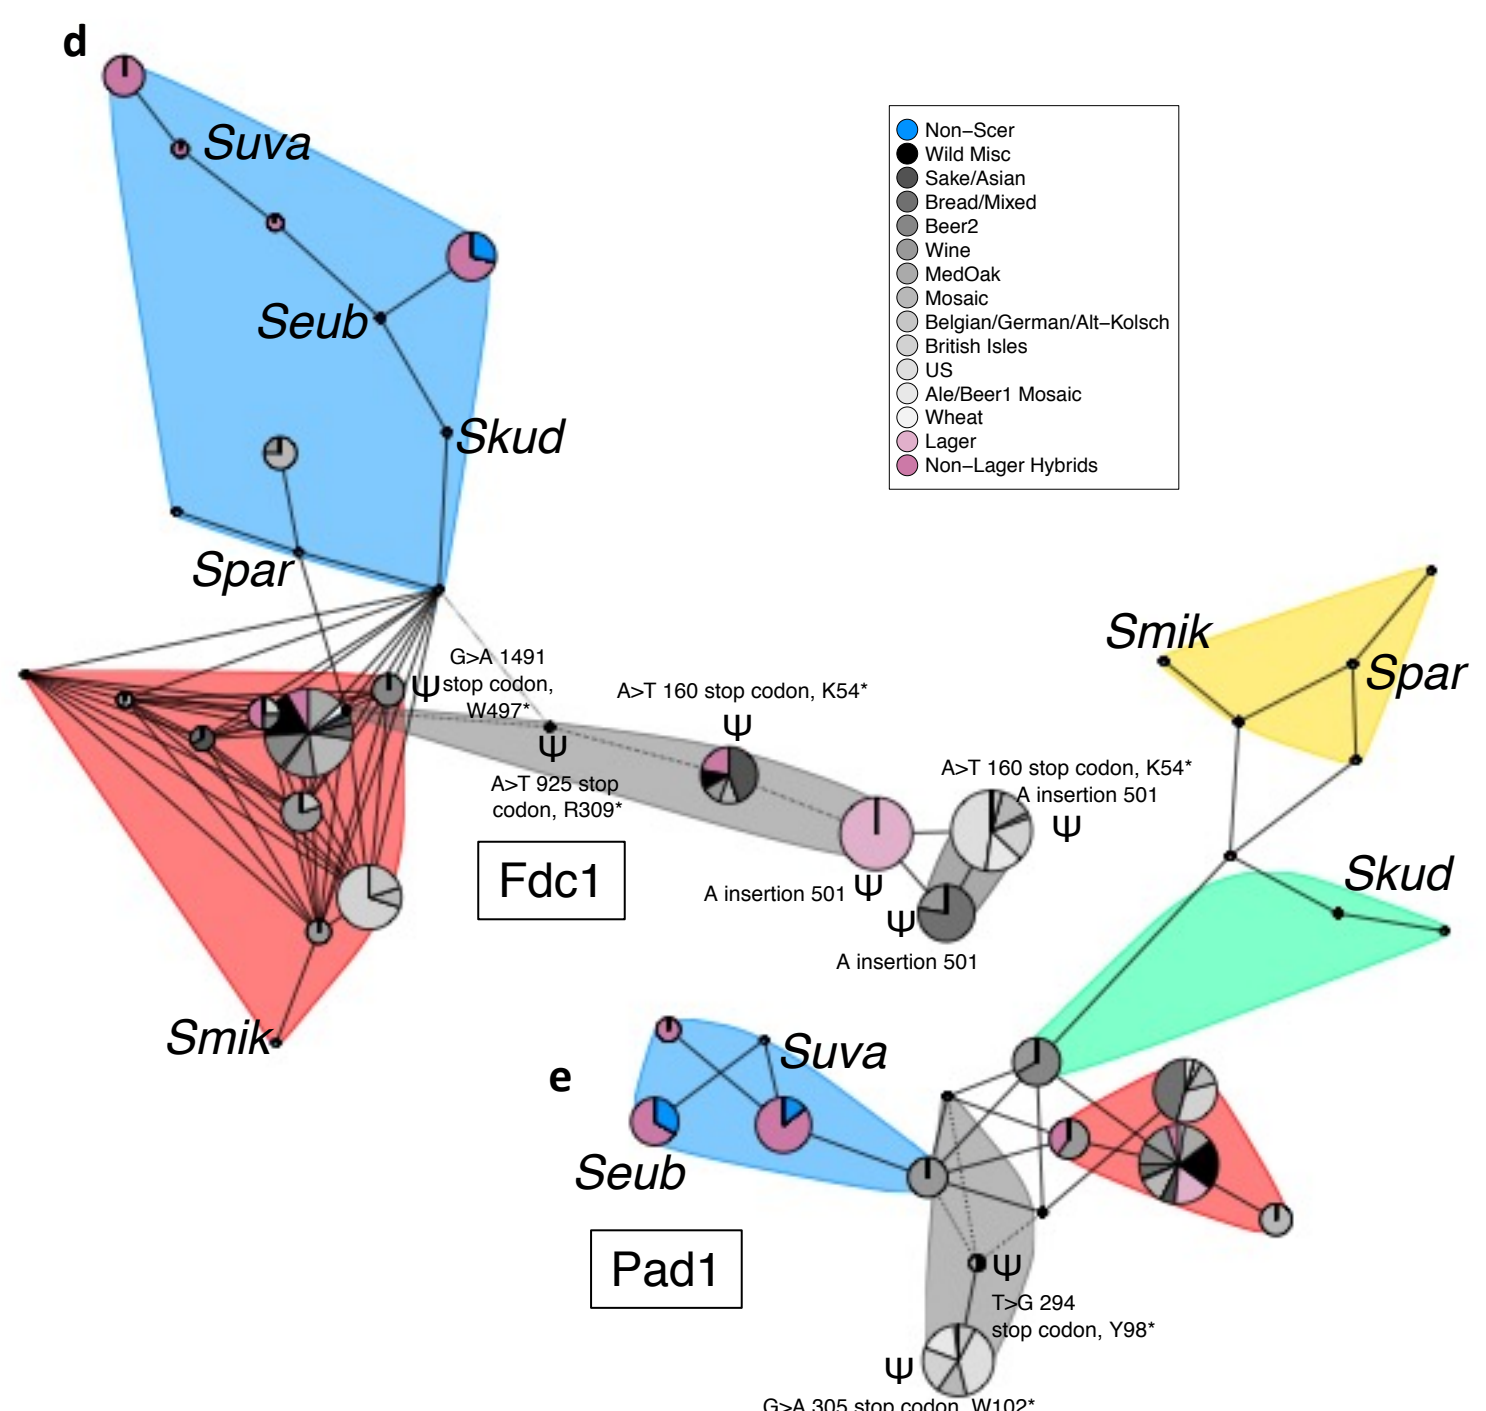 d
Suva
Seub
Skud
Spar
Non–Scer
Wild Misc
Sake/Asian
Bread/Mixed
Beer2
Wine
MedOak
Mosaic
Belgian/German/Alt–Kolsch
British Isles
US
Ale/Beer1 Mosaic
Wheat
Lager
Non–Lager Hybrids
G>A 1491
Ψ stop codon,
W497*
Ψ
A>T 925 stop
codon, R309*
A>T 160 stop codon, K54*
Ψ
A>T 160 stop codon, K54*
A insertion 501
Ψ
A insertion 501 Ψ
Ψ
A insertion 501
Fdc1
Smik
Smik
Spar
Skud
e
Suva
Seub
Pad1
Ψ
T>G 294
stop codon, Y98*
Ψ
G>A 305 stop codon, W102*